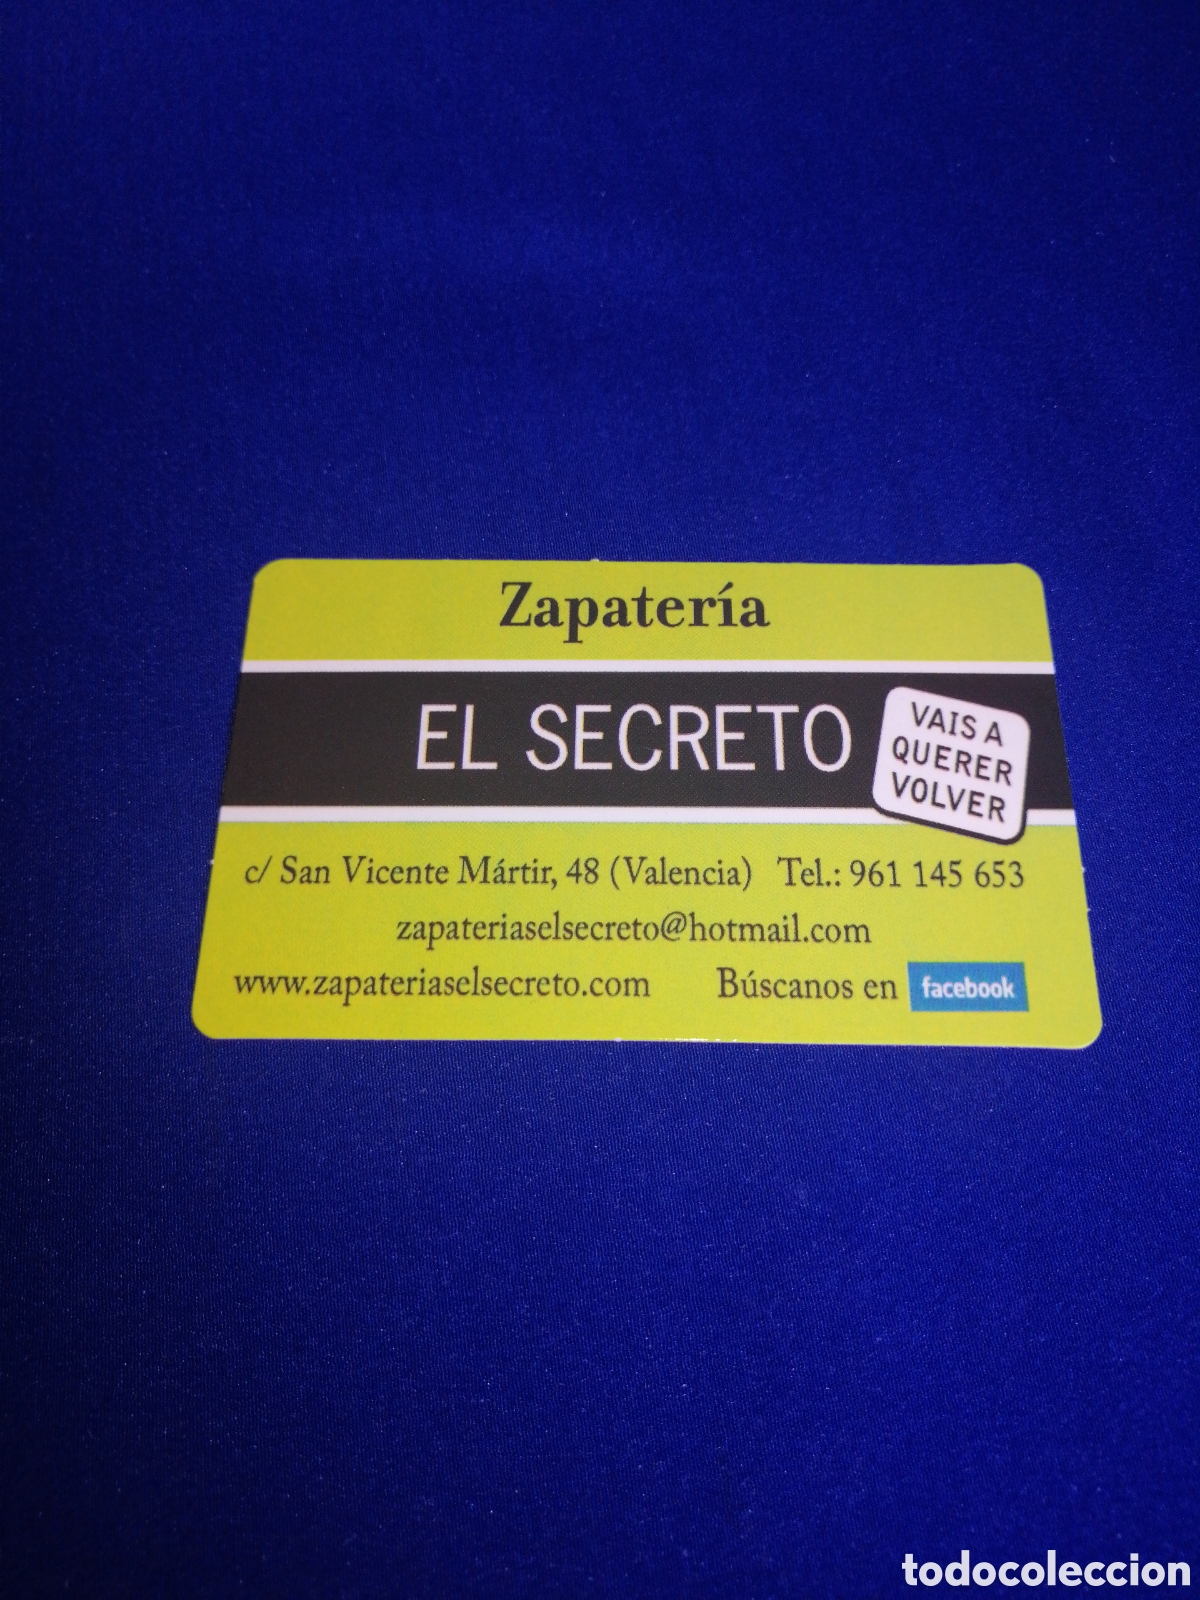 Zapatería
EL SECRETO
VAIS A
QUERER
VOLVER
c/ San Vicente Mártir, 48 (Valencia) Tel.: 961 145 653
zapateriaselsecreto@hotmail.com
www.zapateriaselsecreto.com Búscanos en facebook
todocoleccion